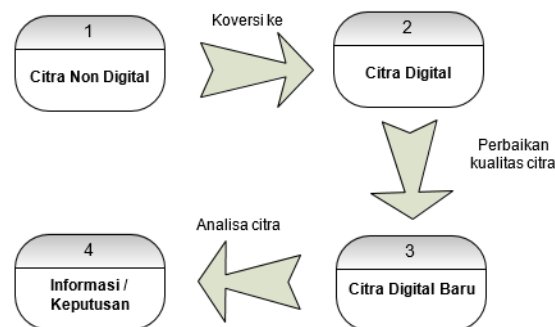 1
Citra Non Digital
Koversi ke
2
Citra Digital
Perbaikan
kualitas citra
3
Citra Digital Baru
Analisa citra
4
Informasi /
Keputusan